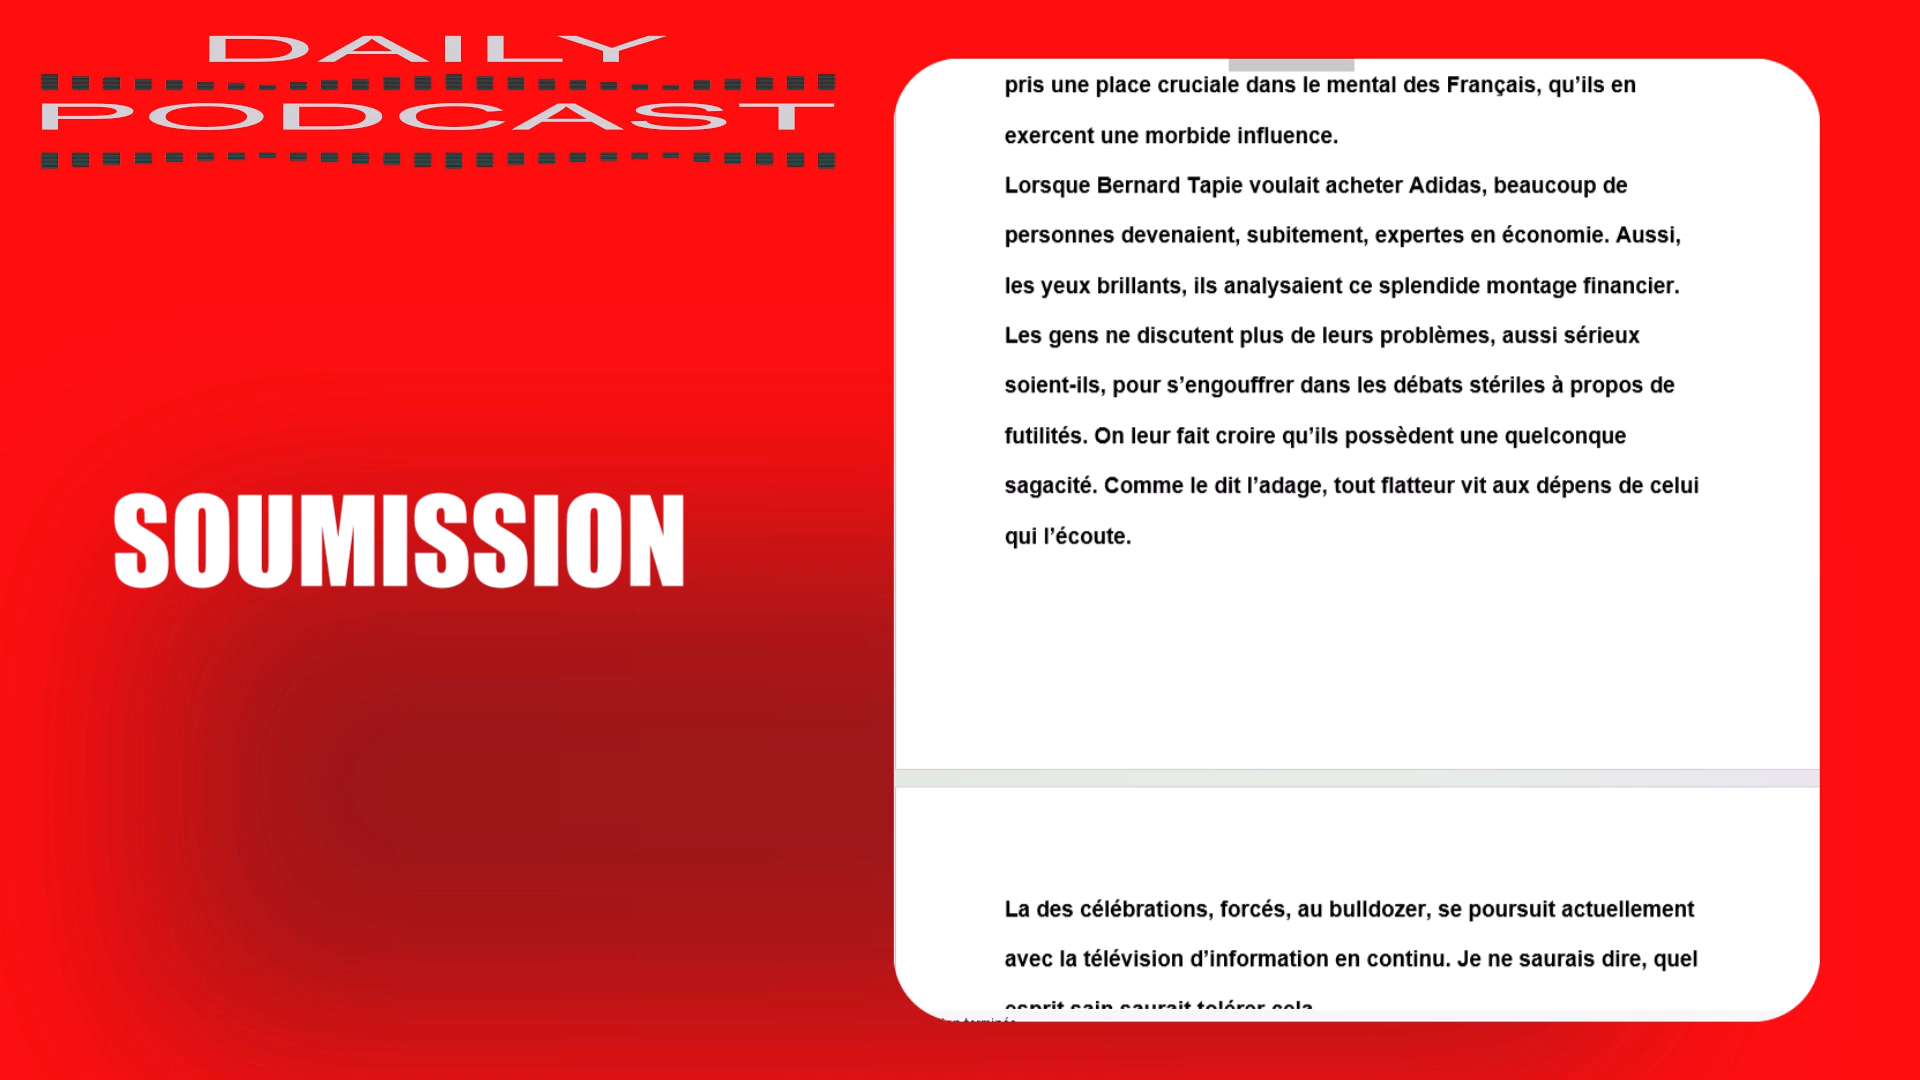 DAILY
PODCAST
SOUMISSION
pris une place cruciale dans le mental des Français, qu’ils en
exercent une morbide influence.
Lorsque Bernard Tapie voulait acheter Adidas, beaucoup de
personnes devenaient, subitement, expertes en économie. Aussi,
les yeux brillants, ils analysaient ce splendide montage financier.
Les gens ne discutent plus de leurs problèmes, aussi sérieux
soient-ils, pour s’engouffrer dans les débats stériles à propos de
futilités. On leur fait croire qu’ils possèdent une quelconque
sagacité. Comme le dit l’adage, tout flatteur vit aux dépens de celui
qui l’écoute.
La des célébrations, forcés, au bulldozer, se poursuit actuellement
avec la télévision d’information en continu. Je ne saurais dire, quel
esprit sain saurait tolérer cela